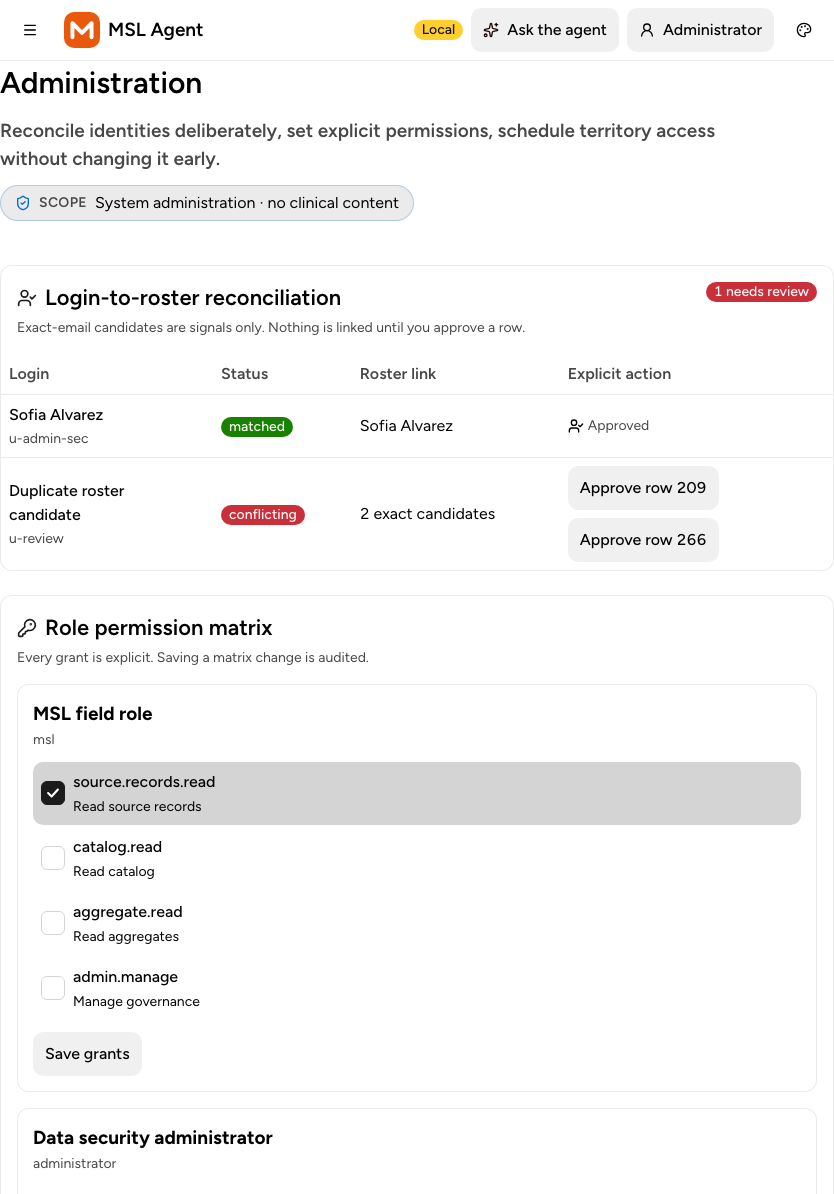 MSL Agent
Local
Ask the agent
Administrator
Administration
Reconcile identities deliberately, set explicit permissions, schedule territory access
without changing it early.
SCOPE System administration · no clinical content
Login-to-roster reconciliation
1 needs review
Exact-email candidates are signals only. Nothing is linked until you approve a row.
Login Status Roster link Explicit action
Sofia Alvarez
u-admin-sec
matched
Sofia Alvarez
Approved
Duplicate roster
candidate
u-review
conflicting
2 exact candidates
Approve row 209
Approve row 266
Role permission matrix
Every grant is explicit. Saving a matrix change is audited.
MSL field role
msl
source.records.read
Read source records
catalog.read
Read catalog
aggregate.read
Read aggregates
admin.manage
Manage governance
Save grants
Data security administrator
administrator